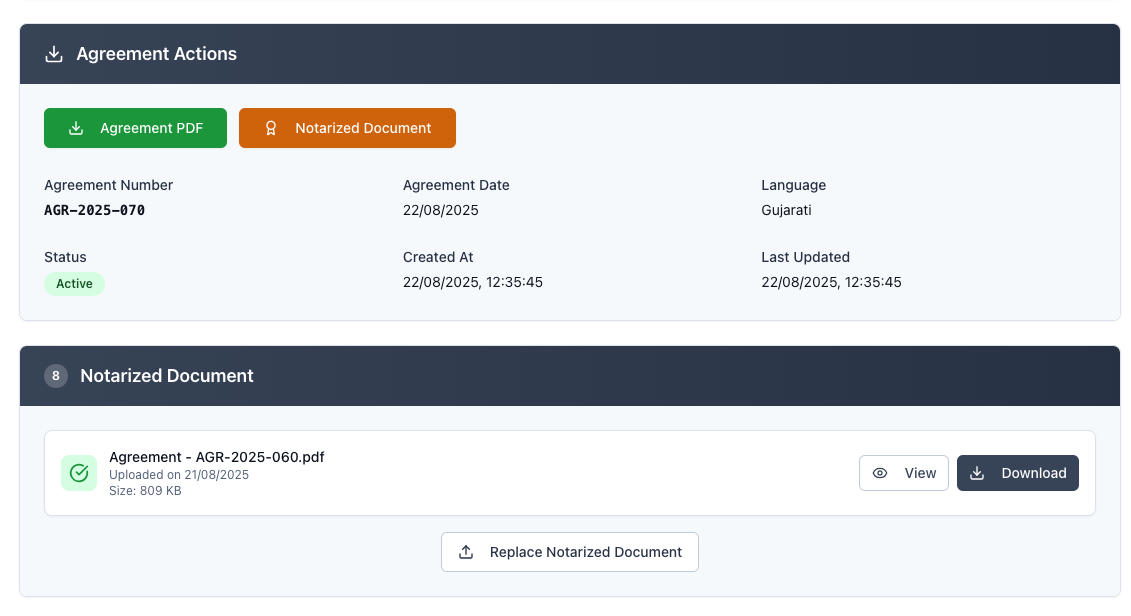 Agreement Actions
Agreement PDF
Notarized Document
Agreement Number
Agreement Date
Language
AGR-2025-070
22/08/2025
Gujarati
Status
Created At
Last Updated
Active
22/08/2025, 12:35:45
22/08/2025, 12:35:45
8
Notarized Document
Agreement - AGR-2025-060.pdf
Uploaded on 21/08/2025
Size: 809 KB
View
Download
Replace Notarized Document